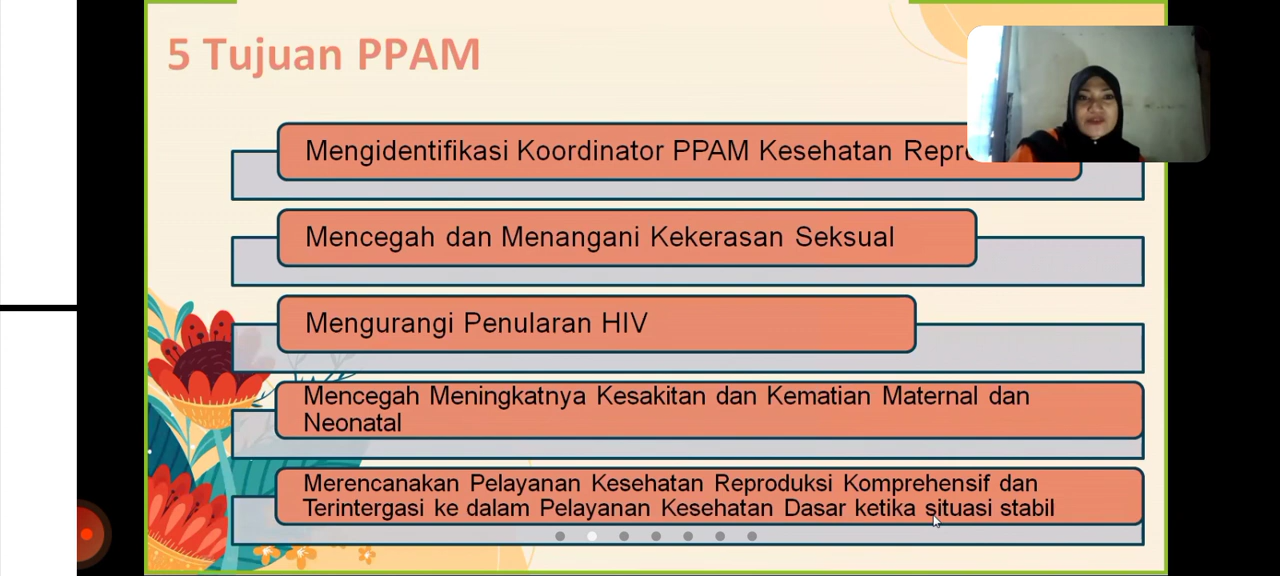 5 Tujuan PPAM
Mengidentifikasi Koordinator PPAM Kesehatan
Mencegah dan Menangani Kekerasan Seksual
Mengurangi Penularan HIV
Mencegah Meningkatnya Kesakitan dan Kematian Maternal dan
Neonatal
Merencanakan Pelayanan Kesehatan Reproduksi Komprehensif dan
Terintergasi ke dalam Pelayanan Kesehatan Dasar ketika situasi stabil